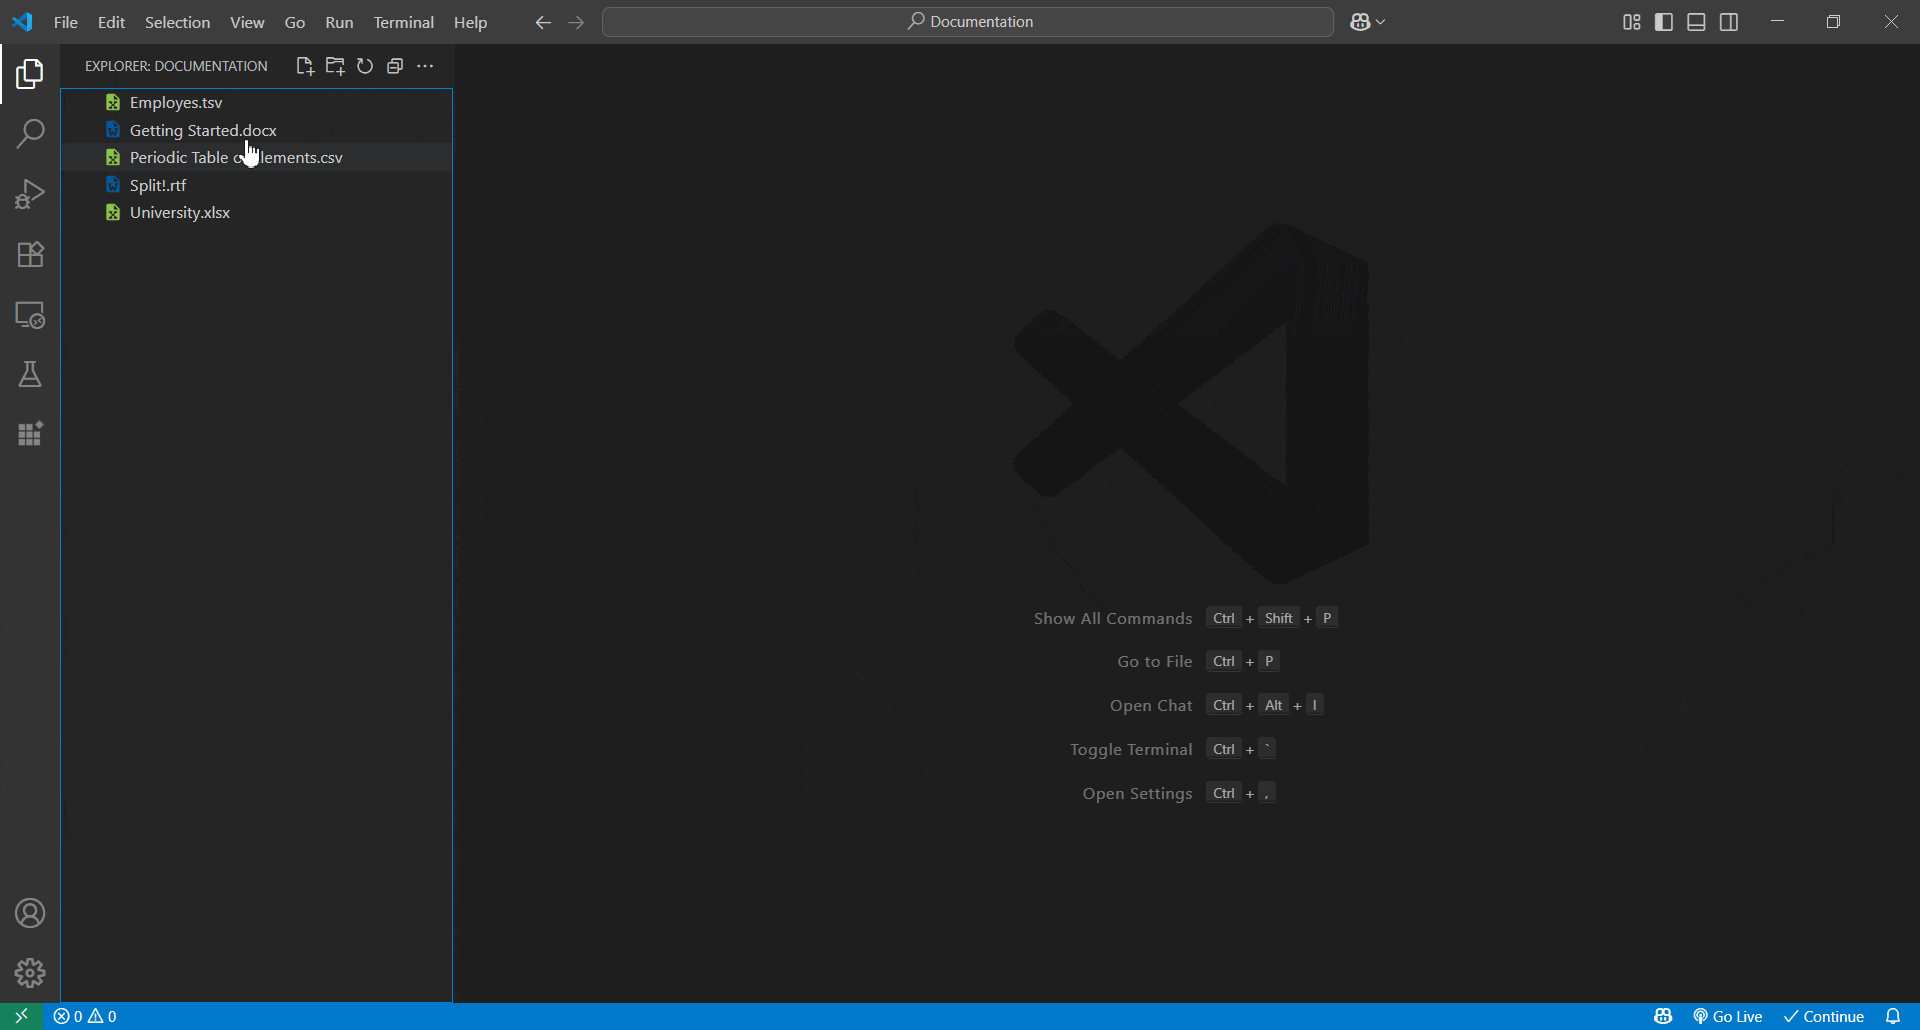 File Edit Selection View Go Run Terminal Help Documentation
EXPLORER: DOCUMENTATION
Employes.tsv
Getting Started.docx
Periodic Table lements.csv
Split!.rtf
University.xlsx
Show All Commands Ctrl + Shift + P
Go to File Ctrl + P
Open Chat Ctrl + Alt + I
Toggle Terminal Ctrl + `
Open Settings Ctrl + ,
0 0 Go Live Continue